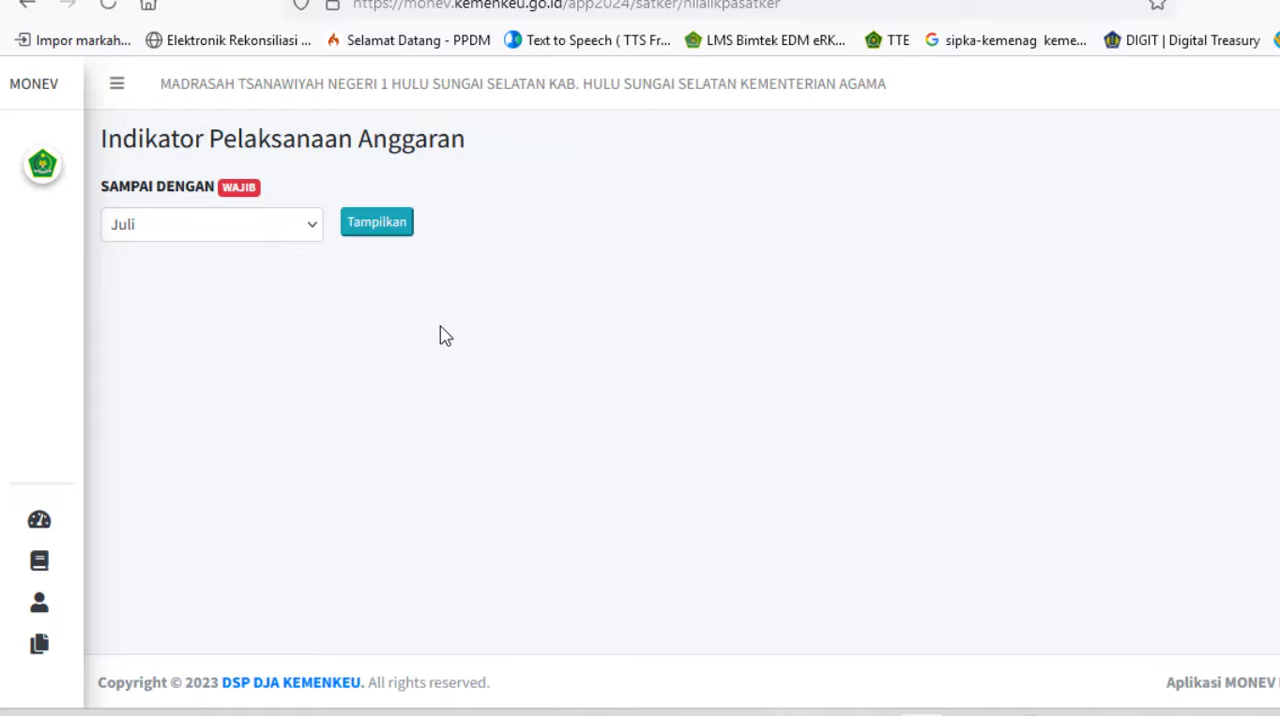 https://monev.kemenkeu.go.id/app2024/satker/nilaiikpasatker
Impor markah... Elektronik Rekonsiliasi ... Selamat Datang - PPDM Text to Speech ( TTS Fr... LMS Bimtek EDM eRK... TTE sipka-kemenag keme... DIGIT | Digital Treasury
MONEV MADRASAH TSANAWIYAH NEGERI 1 HULU SUNGAI SELATAN KAB. HULU SUNGAI SELATAN KEMENTERIAN AGAMA
Indikator Pelaksanaan Anggaran
SAMPAI DENGAN WAJIB
Juli Tampilkan
Copyright © 2023 DSP DJA KEMENKEU. All rights reserved. Aplikasi MONEV